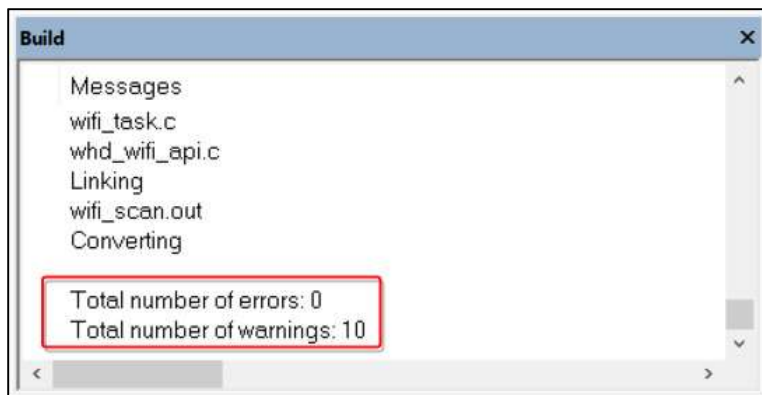 Build
Messages
wifi_task.c
whd_wifi_api.c
Linking
wifi_scan.out
Converting
Total number of errors: 0
Total number of warnings: 10